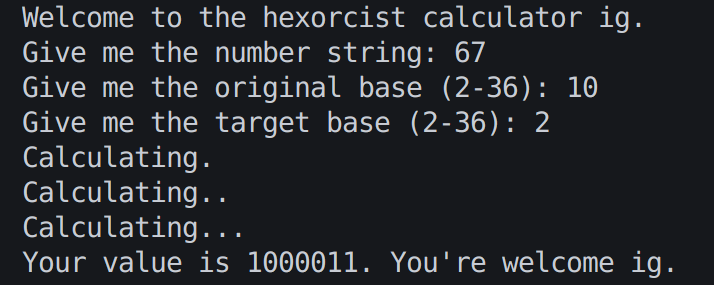 Welcome to the hexorcist calculator ig.
Give me the number string: 67
Give me the original base (2-36): 10
Give me the target base (2-36): 2
Calculating.
Calculating..
Calculating...
Your value is 1000011. You're welcome ig.